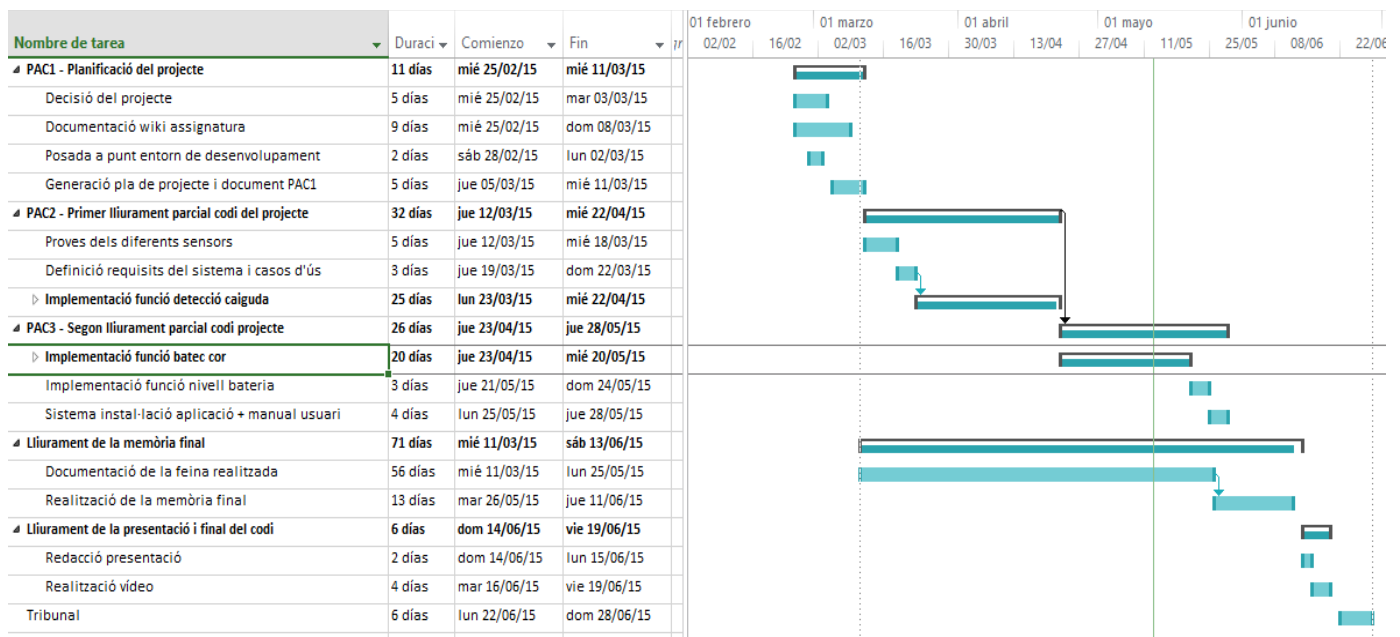 01 febrero 01 marzo 01 abril 01 mayo 01 junio
Nombre de tarea Duraci Comienzo Fin 02/02 16/02 02/03 16/03 30/03 13/04 27/04 11/05 25/05 08/06 22/06
PAC1 - Planificació del projecte 11 días mié 25/02/15 mié 11/03/15
Decisió del projecte 5 días mié 25/02/15 mar 03/03/15
Documentació wiki assignatura 9 días mié 25/02/15 dom 08/03/15
Posada a punt entorn de desenvolupament 2 días sáb 28/02/15 lun 02/03/15
Generació pla de projecte i document PAC1 5 días jue 05/03/15 mié 11/03/15
PAC2 - Primer lliurament parcial codi del projecte 32 días jue 12/03/15 mié 22/04/15
Proves dels diferents sensors 5 días jue 12/03/15 mié 18/03/15
Definició requisits del sistema i casos d'ús 3 días jue 19/03/15 dom 22/03/15
Implementació funció detecció caiguda 25 días lun 23/03/15 mié 22/04/15
PAC3 - Segon lliurament parcial codi projecte 26 días jue 23/04/15 jue 28/05/15
Implementació funció batec cor 20 días jue 23/04/15 mié 20/05/15
Implementació funció nivell bateria 3 días jue 21/05/15 dom 24/05/15
Sistema instal·lació aplicació + manual usuari 4 días lun 25/05/15 jue 28/05/15
Lliurament de la memòria final 71 días mié 11/03/15 sáb 13/06/15
Documentació de la feina realitzada 56 días mié 11/03/15 lun 25/05/15
Realització de la memòria final 13 días mar 26/05/15 jue 11/06/15
Lliurament de la presentació i final del codi 6 días dom 14/06/15 vie 19/06/15
Redacció presentació 2 días dom 14/06/15 lun 15/06/15
Realització vídeo 4 días mar 16/06/15 vie 19/06/15
Tribunal 6 días lun 22/06/15 dom 28/06/15